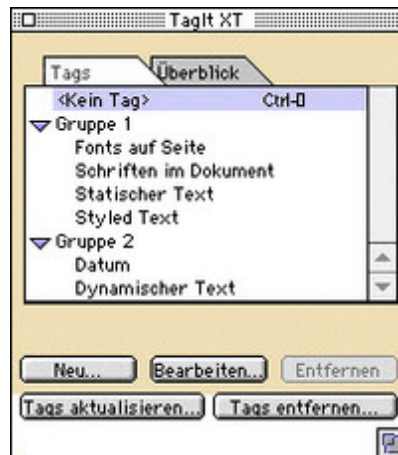 TagIt XT
Tags Überblick
<Kein Tag> Ctrl-0
Gruppe 1
Fonts auf Seite
Schriften im Dokument
Statischer Text
Styled Text
Gruppe 2
Datum
Dynamischer Text
Neu... Bearbeiten... Entfernen
Tags aktualisieren... Tags entfernen...